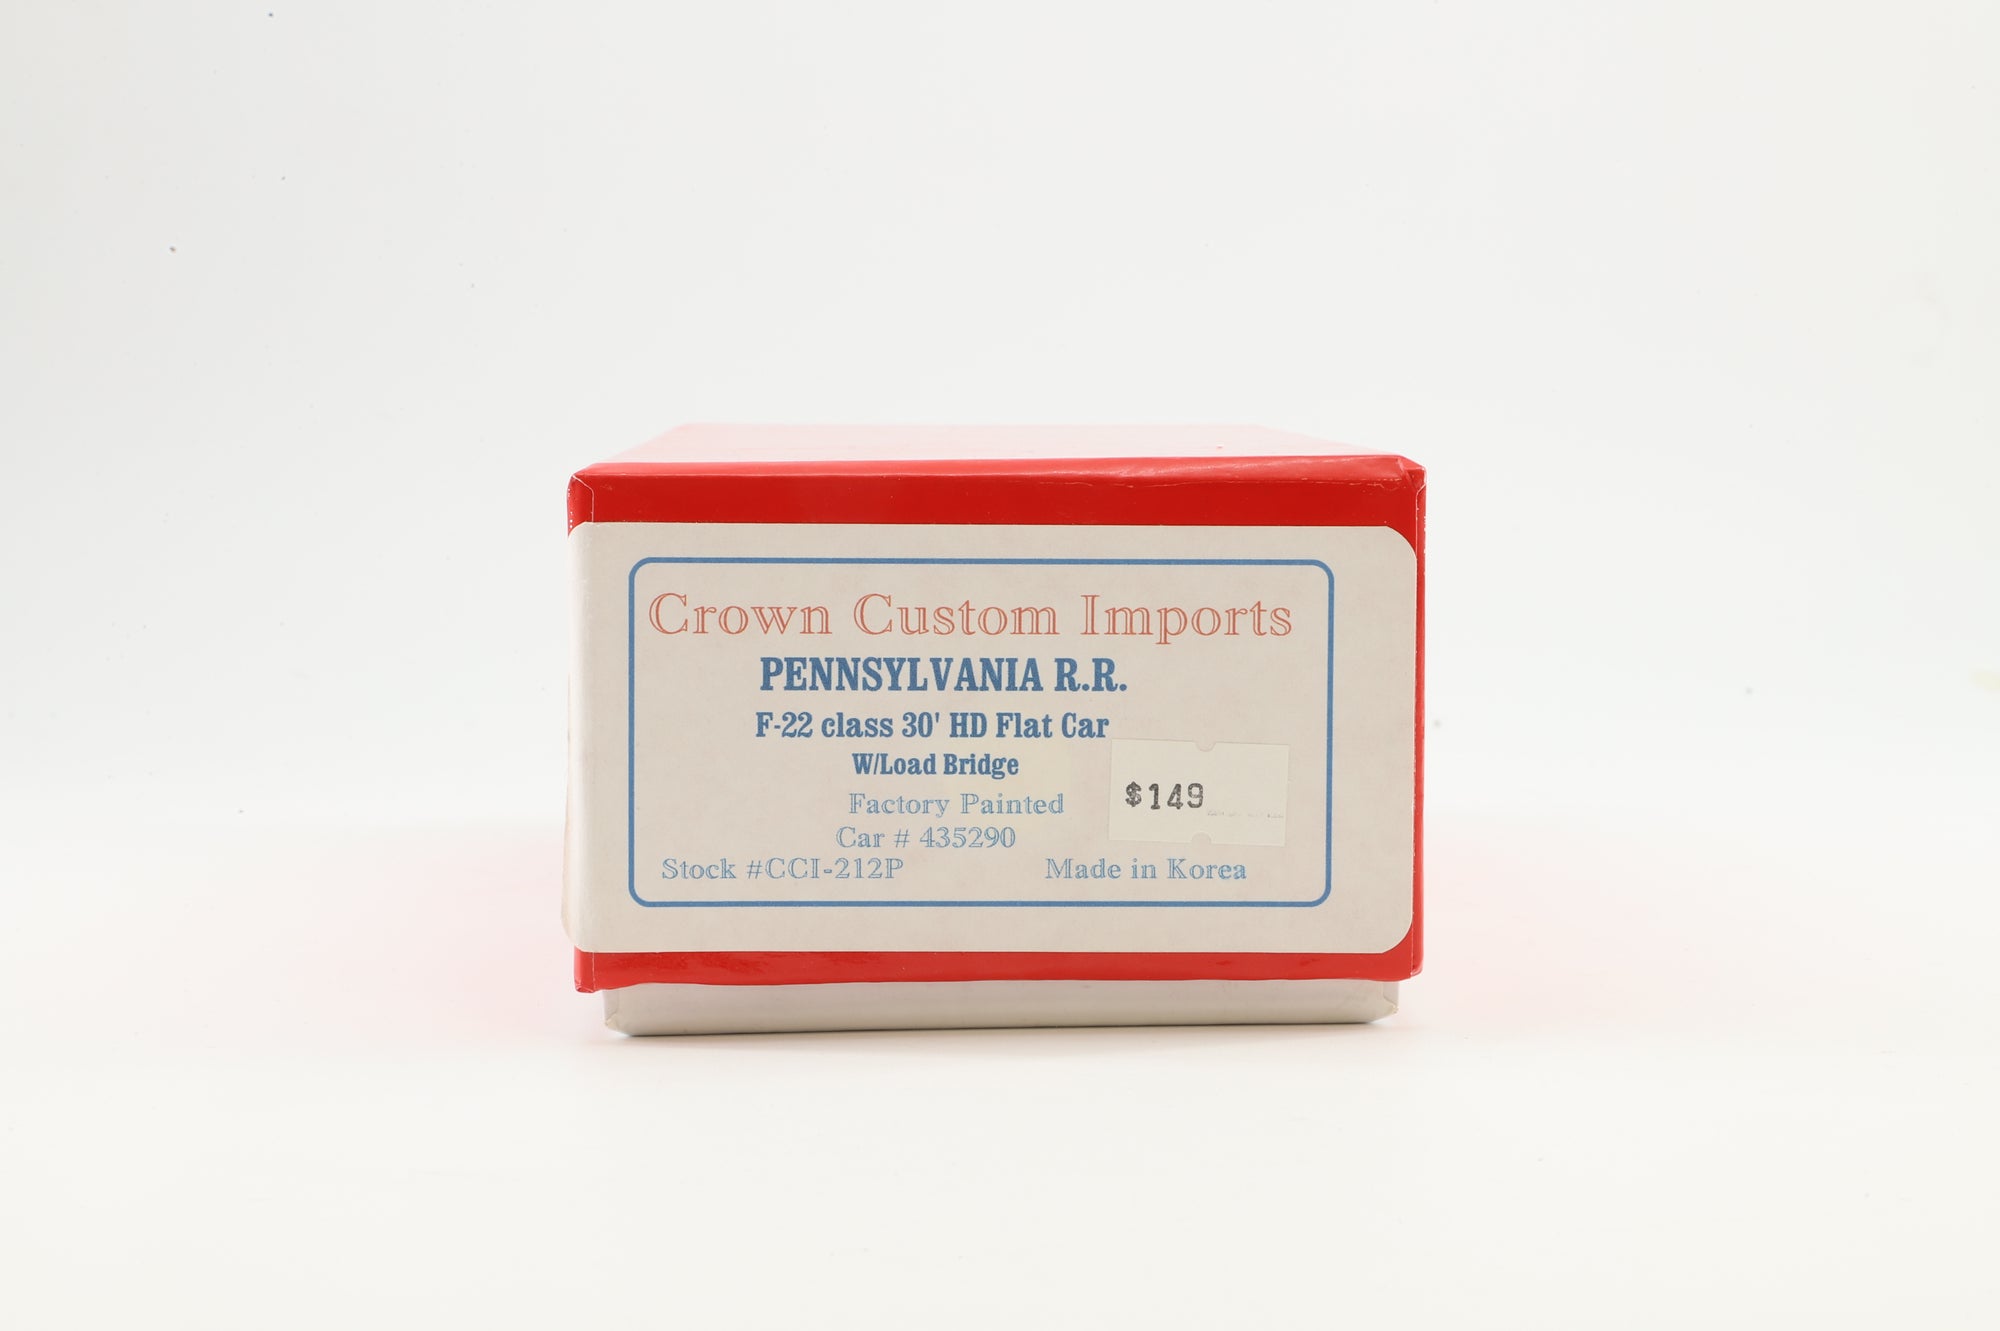 Crown Custom Imports
PENNSYLVANIA R.R.
F-22 class 30' HD Flat Car
W/Load Bridge
Factory Painted
$149
Car # 435290
Stock #CCI-212P Made in Korea